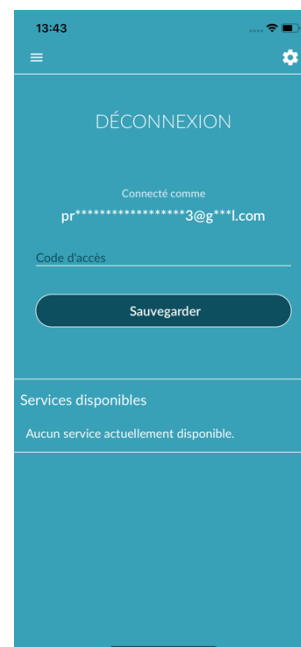 13:43
DÉCONNEXION
Connecté comme
pr******************3@g***l.com
Code d'accès
Sauvegarder
Services disponibles
Aucun service actuellement disponible.